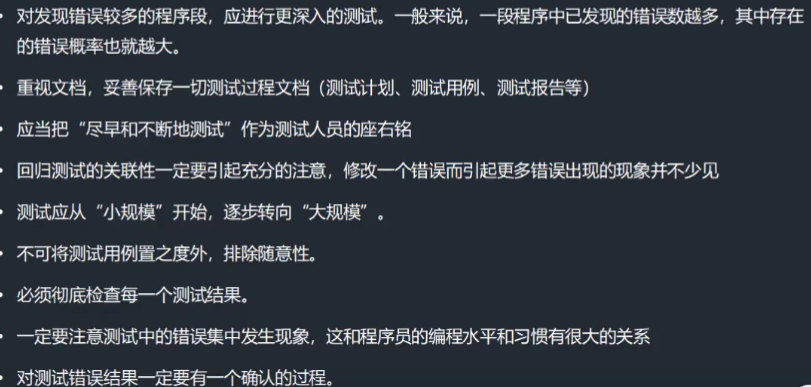 • 对发现错误较多的程序段，应进行更深入的测试。一般来说，一段程序中已发现的错误数越多，其中存在
的错误概率也就越大。
• 重视文档，妥善保存一切测试过程文档（测试计划、测试用例、测试报告等）
• 应当把“尽早和不断地测试”作为测试人员的座右铭
• 回归测试的关联性一定要引起充分的注意，修改一个错误而引起更多错误出现的现象并不少见
• 测试应从“小规模”开始，逐步转向“大规模”。
• 不可将测试用例置之度外，排除随意性。
• 必须彻底检查每一个测试结果。
• 一定要注意测试中的错误集中发生现象，这和程序员的编程水平和习惯有很大的关系
• 对测试错误结果一定要有一个确认的过程。